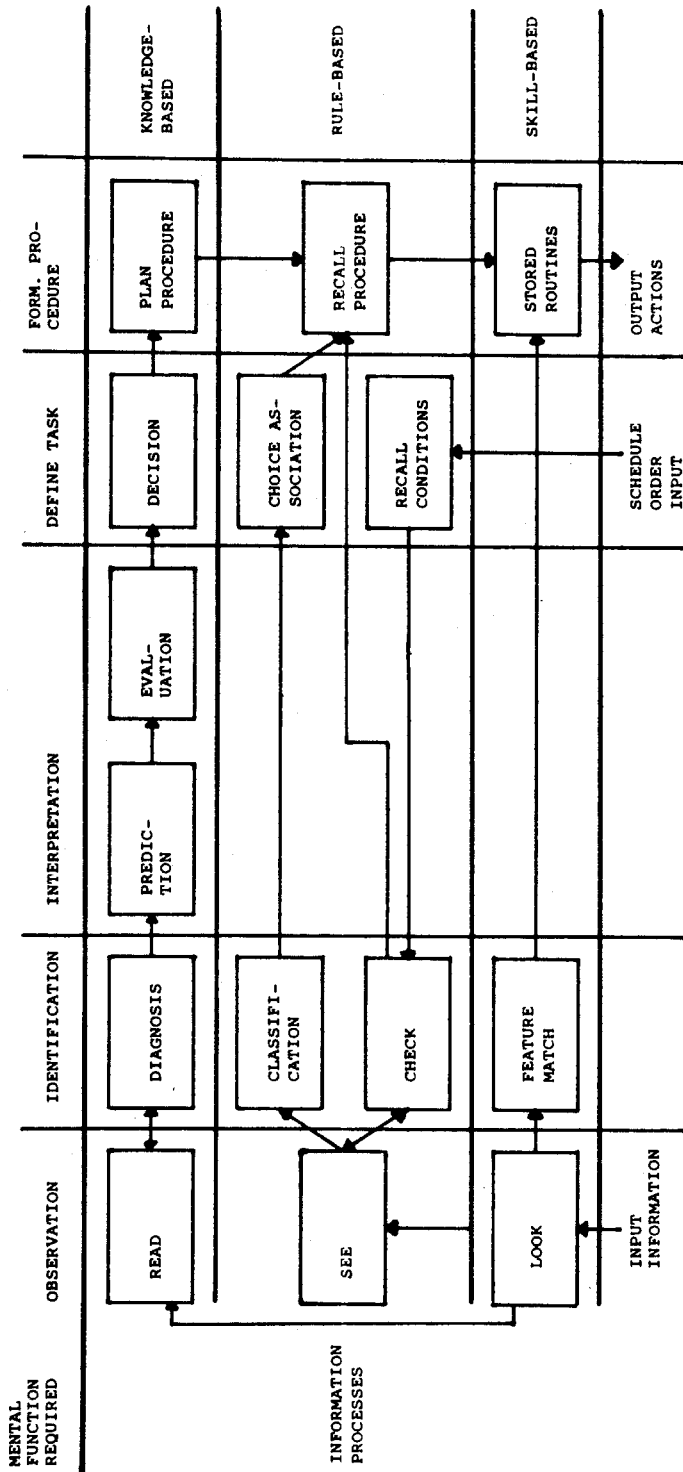 MENTAL
FUNCTION
REQUIRED
OBSERVATION
IDENTIFICATION
INTERPRETATION
DEFINE TASK
FORM. PRO-
CEDURE
READ
DIAGNOSIS
PREDIC-
TION
EVAL-
UATION
DECISION
PLAN
PROCEDURE
KNOWLEDGE-
BASED
INFORMATION
PROCESSES
SEE
CLASSIFI-
CATION
CHECK
CHOICE AS-
SOCIATION
RECALL
CONDITIONS
RECALL
PROCEDURE
RULE-BASED
LOOK
FEATURE
MATCH
STORED
ROUTINES
SKILL-BASED
INPUT
INFORMATION
SCHEDULE
ORDER
INPUT
OUTPUT
ACTIONS